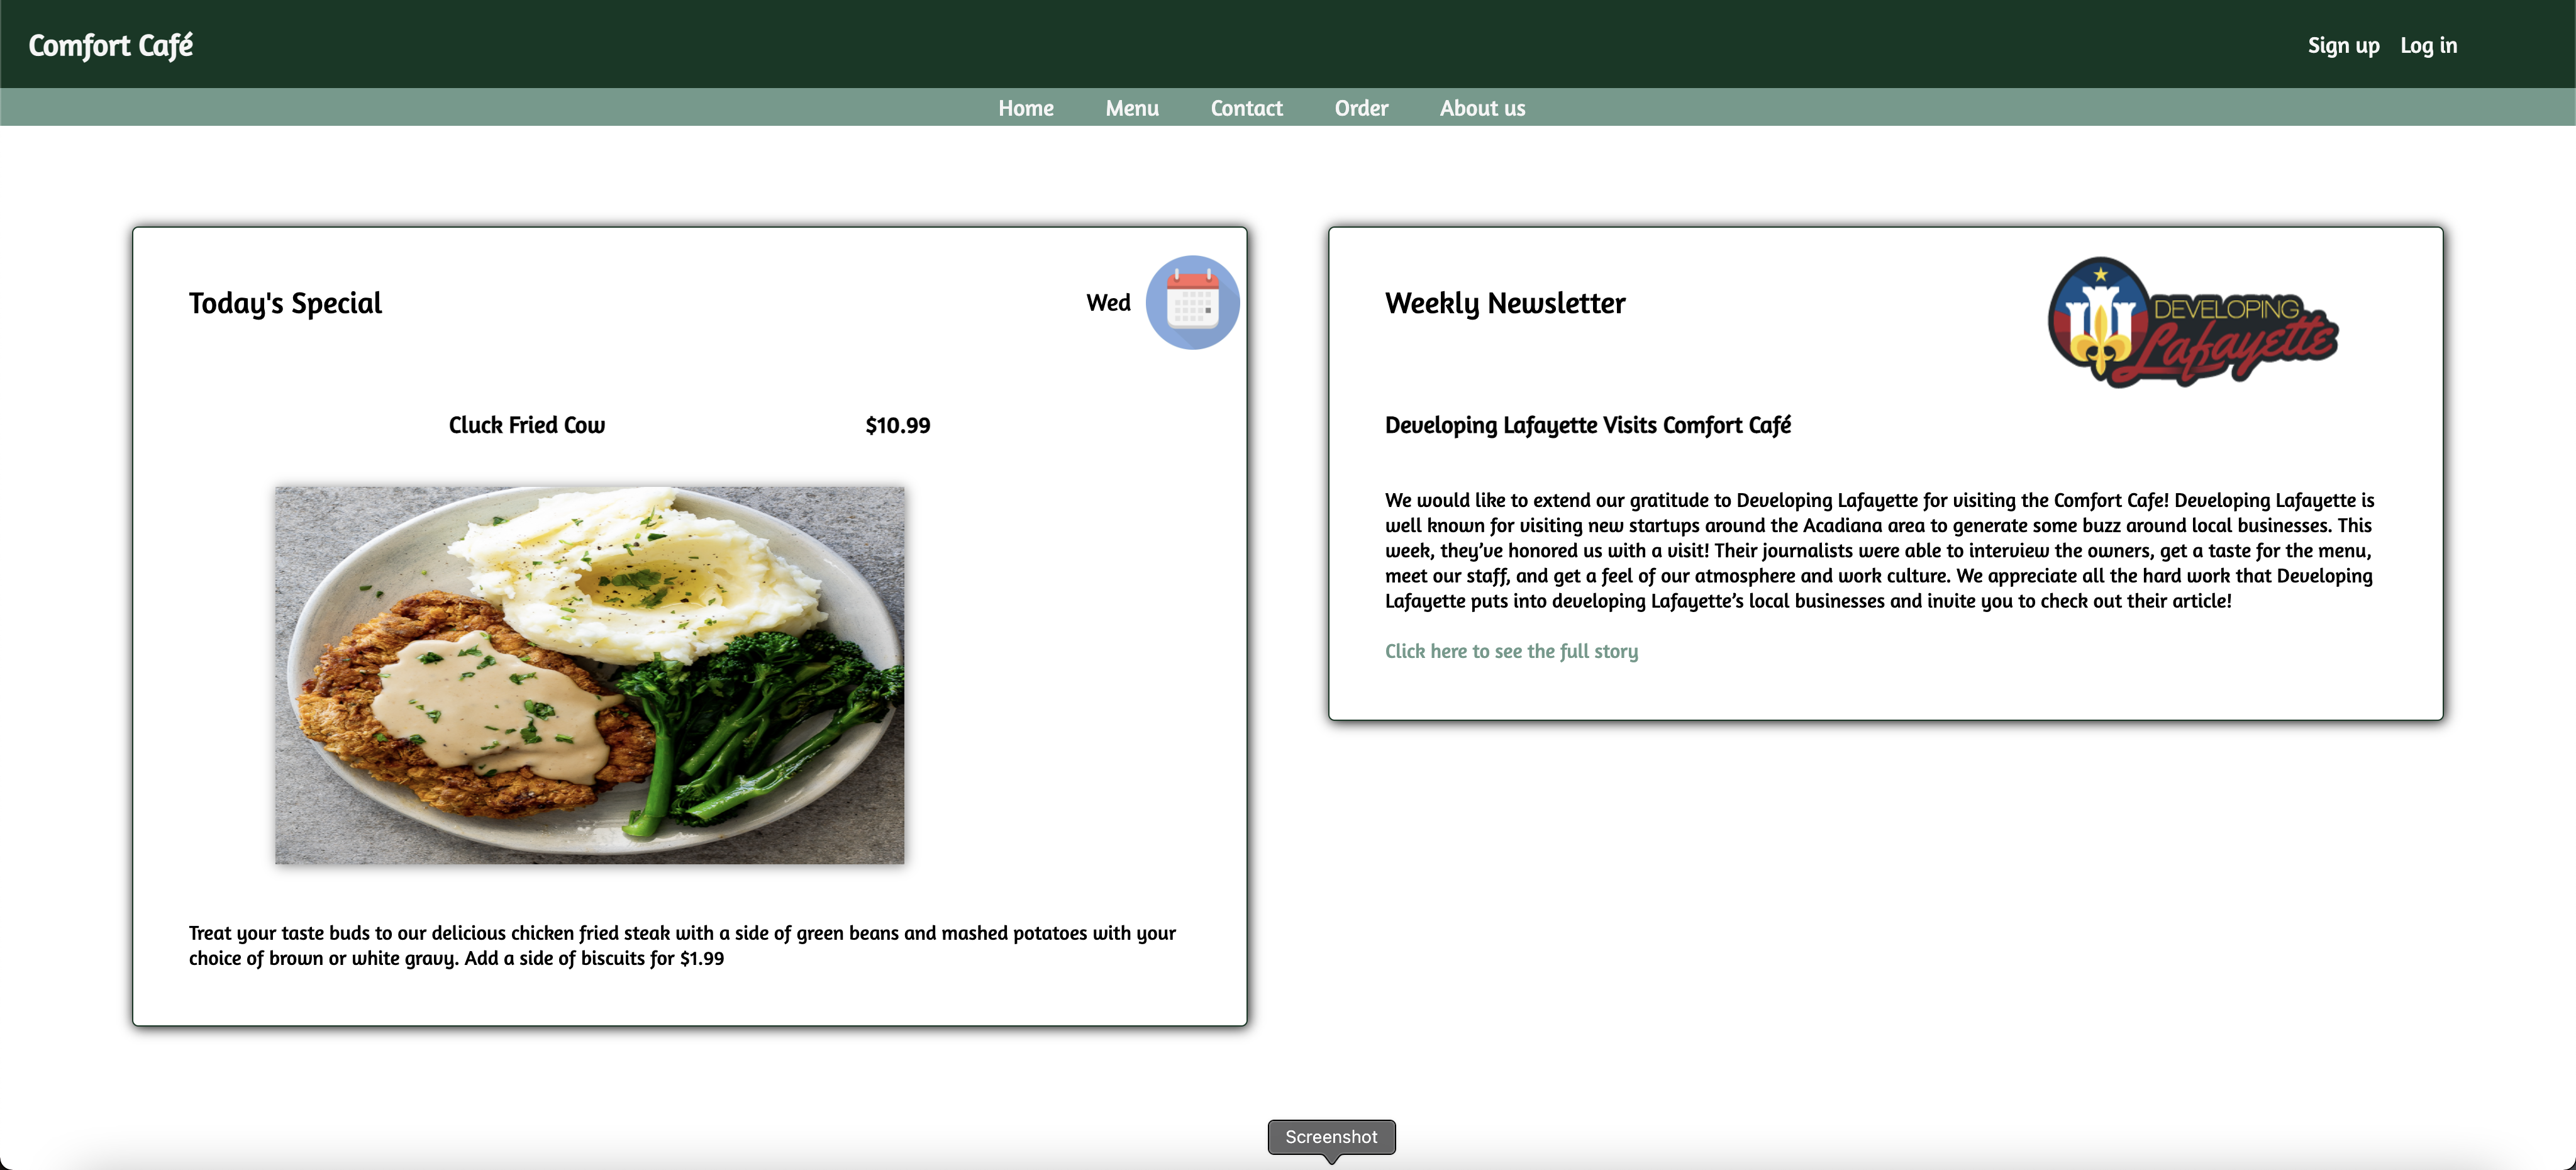 Comfort Café
Sign up Log in
Home Menu Contact Order About us
Today's Special
Wed
Cluck Fried Cow $10.99
Treat your taste buds to our delicious chicken fried steak with a side of green beans and mashed potatoes with your
choice of brown or white gravy. Add a side of biscuits for $1.99
Weekly Newsletter
DEVELOPING
Lafayette
Developing Lafayette Visits Comfort Café
We would like to extend our gratitude to Developing Lafayette for visiting the Comfort Cafe! Developing Lafayette is
well known for visiting new startups around the Acadiana area to generate some buzz around local businesses. This
week, they’ve honored us with a visit! Their journalists were able to interview the owners, get a taste for the menu,
meet our staff, and get a feel of our atmosphere and work culture. We appreciate all the hard work that Developing
Lafayette puts into developing Lafayette’s local businesses and invite you to check out their article!
Click here to see the full story
Screenshot